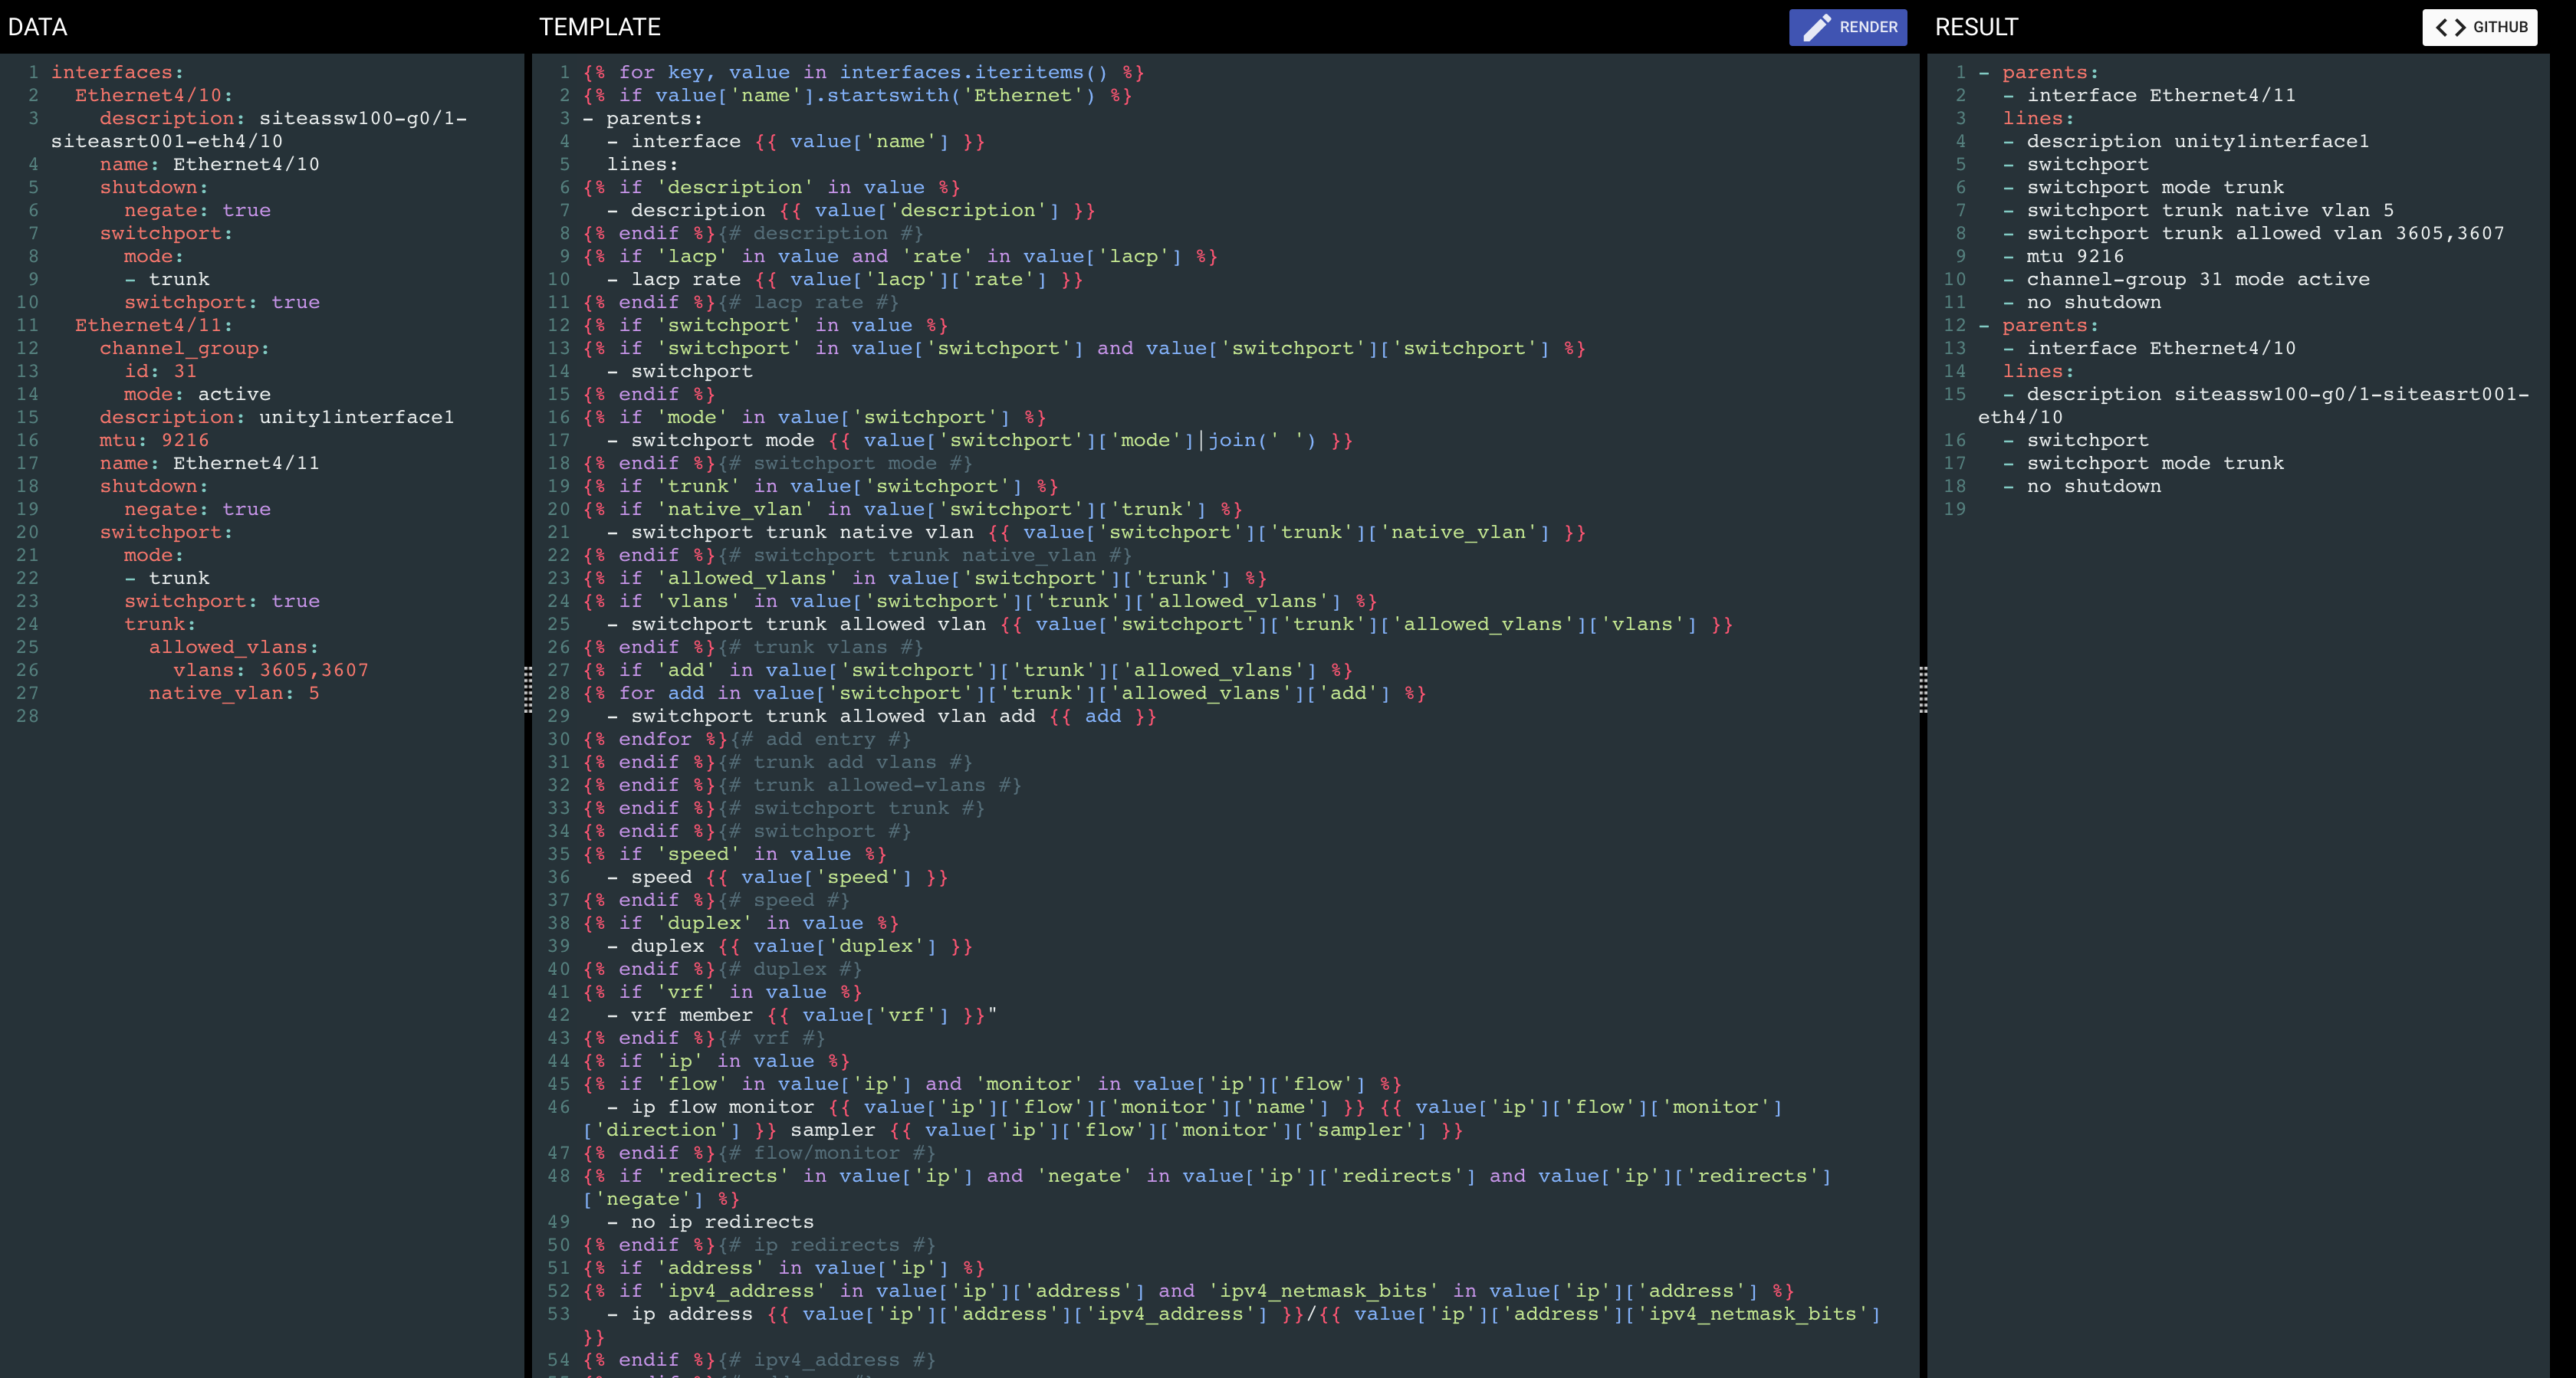 DATA
1 interfaces:
2   Ethernet4/10:
3     description: siteassw100-g0/1-
siteasrt001-eth4/10
4     name: Ethernet4/10
5     shutdown:
6       negate: true
7     switchport:
8       mode:
9       - trunk
10       switchport: true
11   Ethernet4/11:
12     channel_group:
13       id: 31
14       mode: active
15     description: unity1interface1
16     mtu: 9216
17     name: Ethernet4/11
18     shutdown:
19       negate: true
20     switchport:
21       mode:
22       - trunk
23       switchport: true
24       trunk:
25         allowed_vlans:
26           vlans: 3605,3607
27         native_vlan: 5
28
TEMPLATE
RENDER
1 {% for key, value in interfaces.iteritems() %}
2 {% if value['name'].startswith('Ethernet') %}
3 - parents:
4   - interface {{ value['name'] }}
5   lines:
6 {% if 'description' in value %}
7   - description {{ value['description'] }}
8 {% endif %}{# description #}
9 {% if 'lacp' in value and 'rate' in value['lacp'] %}
10   - lacp rate {{ value['lacp']['rate'] }}
11 {% endif %}{# lacp rate #}
12 {% if 'switchport' in value %}
13 {% if 'switchport' in value['switchport'] and value['switchport']['switchport'] %}
14   - switchport
15 {% endif %}
16 {% if 'mode' in value['switchport'] %}
17   - switchport mode {{ value['switchport']['mode']|join(' ') }}
18 {% endif %}{# switchport mode #}
19 {% if 'trunk' in value['switchport'] %}
20 {% if 'native_vlan' in value['switchport']['trunk'] %}
21   - switchport trunk native vlan {{ value['switchport']['trunk']['native_vlan'] }}
22 {% endif %}{# switchport trunk native_vlan #}
23 {% if 'allowed_vlans' in value['switchport']['trunk'] %}
24 {% if 'vlans' in value['switchport']['trunk']['allowed_vlans'] %}
25   - switchport trunk allowed vlan {{ value['switchport']['trunk']['allowed_vlans']['vlans'] }}
26 {% endif %}{# trunk vlans #}
27 {% if 'add' in value['switchport']['trunk']['allowed_vlans'] %}
28 {% for add in value['switchport']['trunk']['allowed_vlans']['add'] %}
29   - switchport trunk allowed vlan add {{ add }}
30 {% endfor %}{# add entry #}
31 {% endif %}{# trunk add vlans #}
32 {% endif %}{# trunk allowed-vlans #}
33 {% endif %}{# switchport trunk #}
34 {% endif %}{# switchport #}
35 {% if 'speed' in value %}
36   - speed {{ value['speed'] }}
37 {% endif %}{# speed #}
38 {% if 'duplex' in value %}
39   - duplex {{ value['duplex'] }}
40 {% endif %}{# duplex #}
41 {% if 'vrf' in value %}
42   - vrf member {{ value['vrf'] }}"
43 {% endif %}{# vrf #}
44 {% if 'ip' in value %}
45 {% if 'flow' in value['ip'] and 'monitor' in value['ip']['flow'] %}
46   - ip flow monitor {{ value['ip']['flow']['monitor']['name'] }} {{ value['ip']['flow']['monitor']
['direction'] }} sampler {{ value['ip']['flow']['monitor']['sampler'] }}
47 {% endif %}{# flow/monitor #}
48 {% if 'redirects' in value['ip'] and 'negate' in value['ip']['redirects'] and value['ip']['redirects']
['negate'] %}
49   - no ip redirects
50 {% endif %}{# ip redirects #}
51 {% if 'address' in value['ip'] %}
52 {% if 'ipv4_address' in value['ip']['address'] and 'ipv4_netmask_bits' in value['ip']['address'] %}
53   - ip address {{ value['ip']['address']['ipv4_address'] }}/{{ value['ip']['address']['ipv4_netmask_bits']
}}
54 {% endif %}{# ipv4_address #}
RESULT
GITHUB
1 - parents:
2   - interface Ethernet4/11
3   lines:
4   - description unity1interface1
5   - switchport
6   - switchport mode trunk
7   - switchport trunk native vlan 5
8   - switchport trunk allowed vlan 3605,3607
9   - mtu 9216
10   - channel-group 31 mode active
11   - no shutdown
12 - parents:
13   - interface Ethernet4/10
14   lines:
15   - description siteassw100-g0/1-siteasrt001-
eth4/10
16   - switchport
17   - switchport mode trunk
18   - no shutdown
19